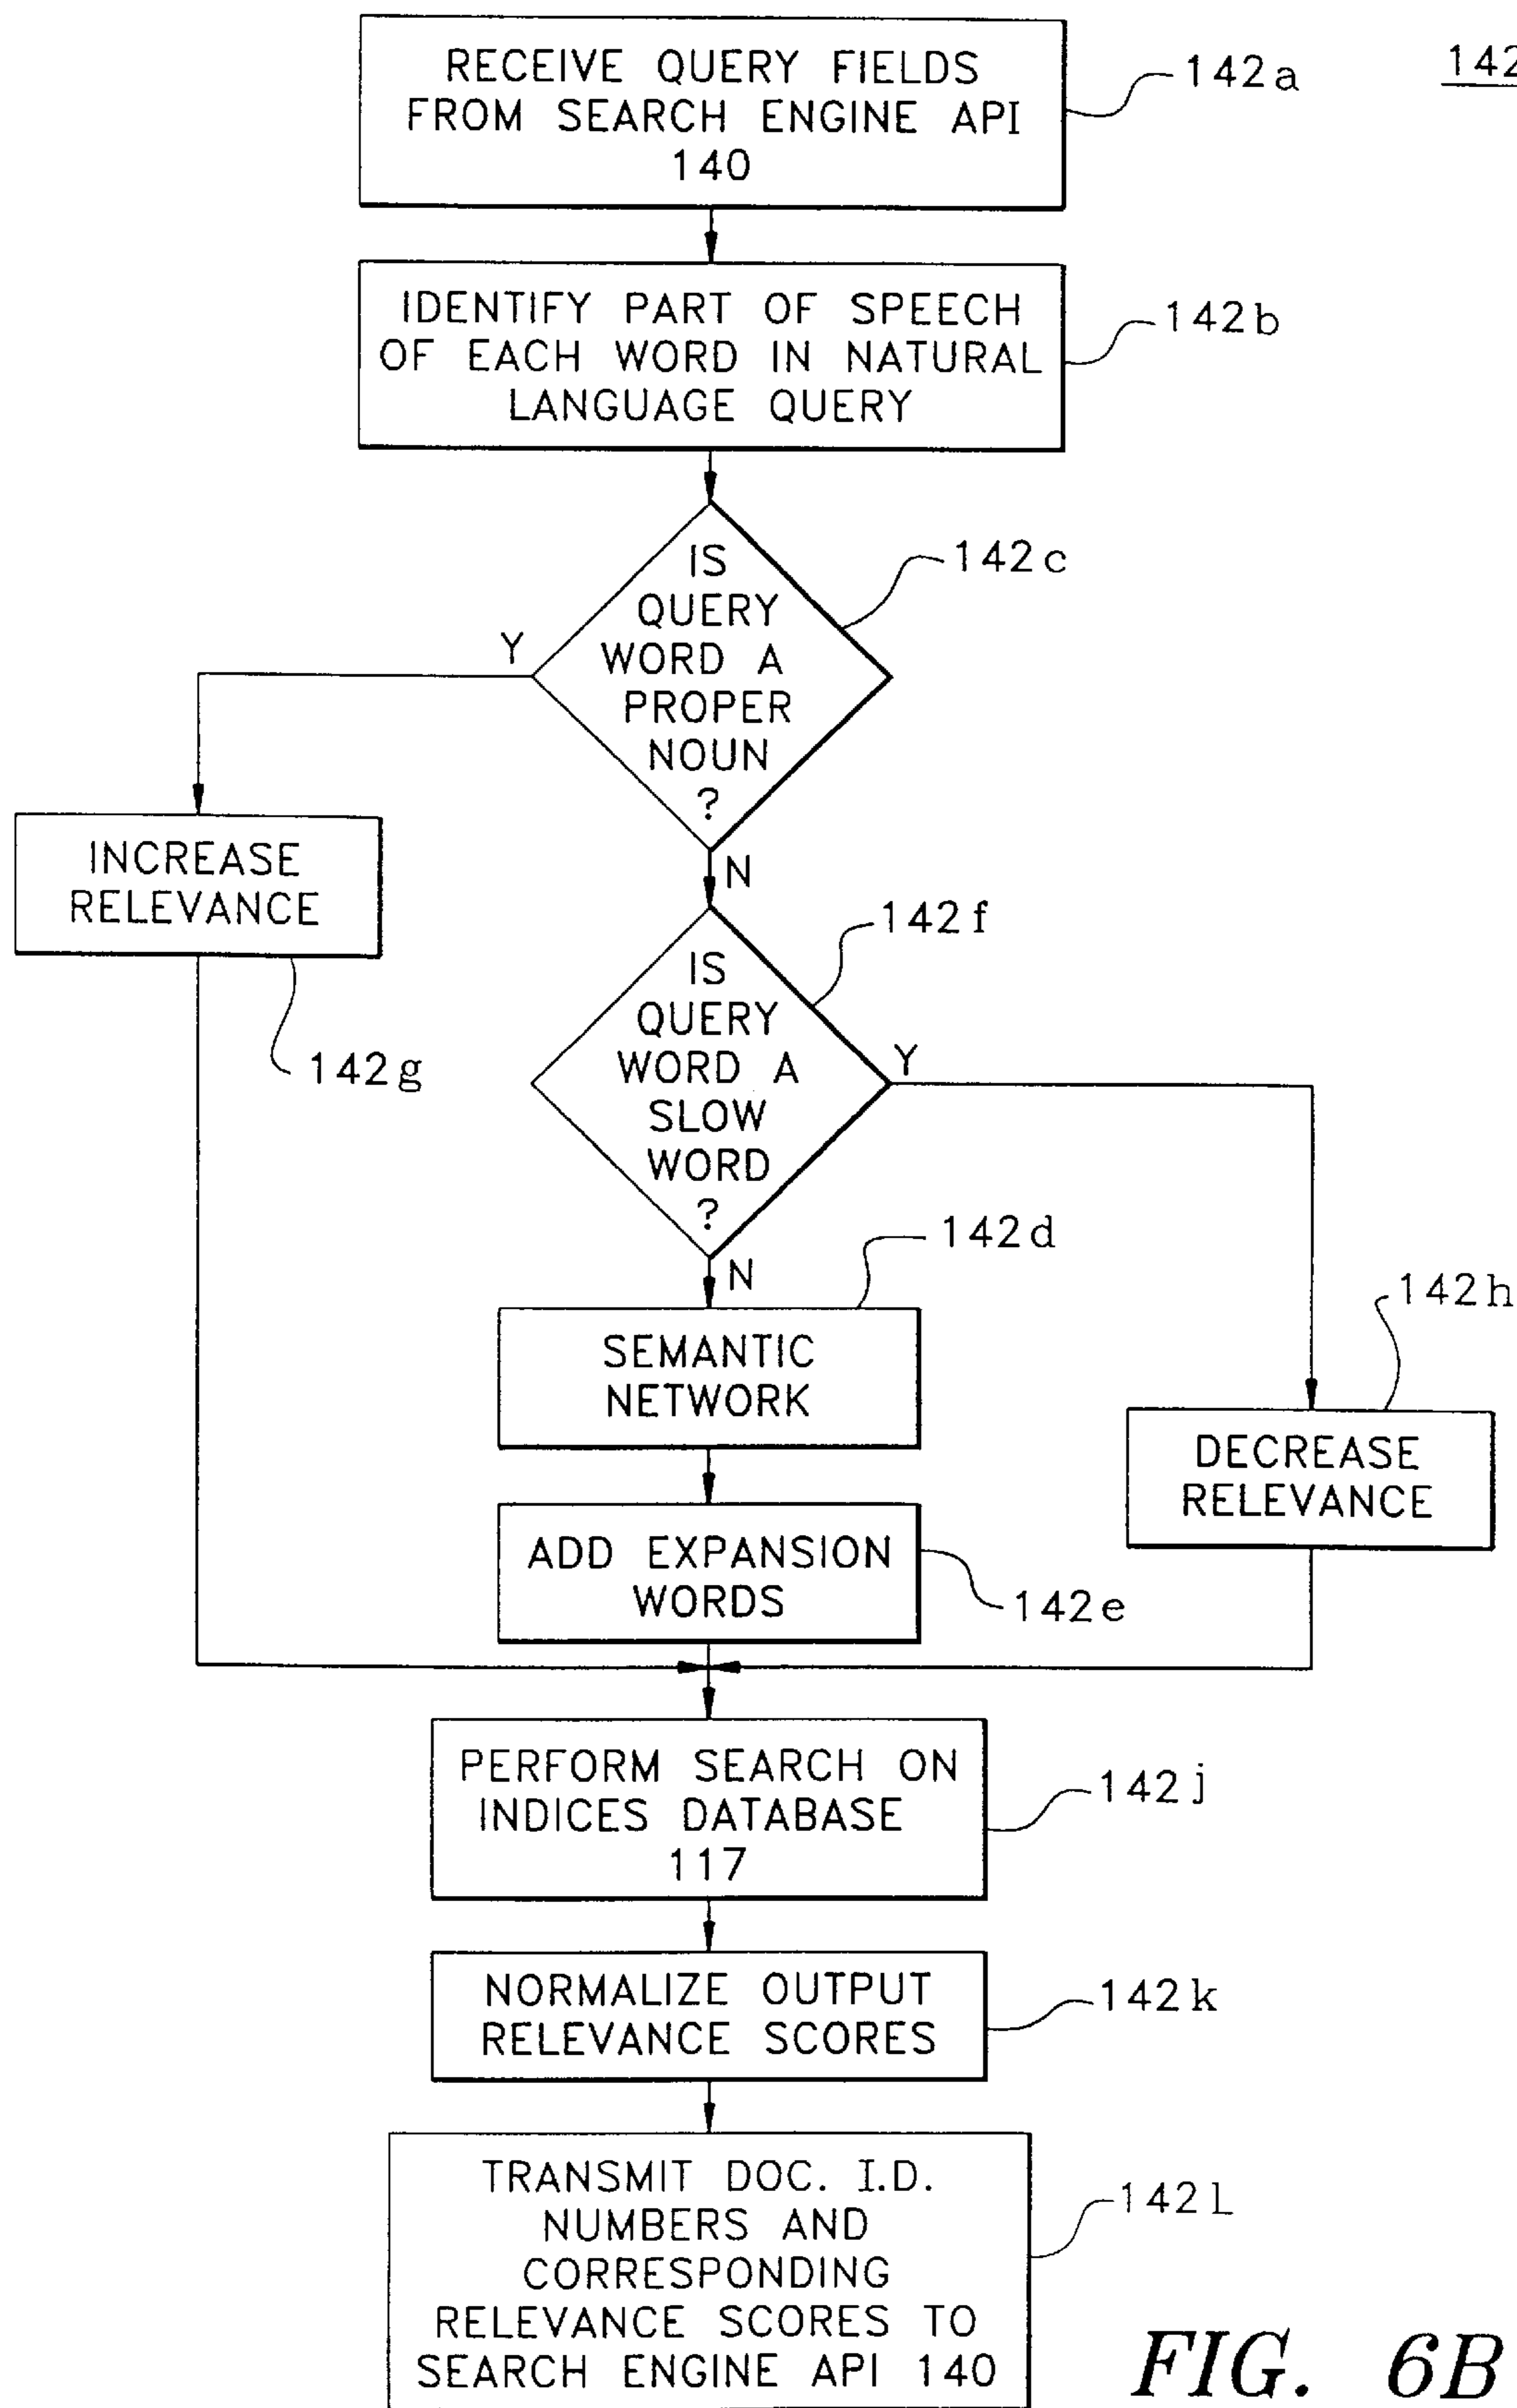 RECEIVE QUERY FIELDS
FROM SEARCH ENGINE API
140
142a
142
IDENTIFY PART OF SPEECH
OF EACH WORD IN NATURAL
LANGUAGE QUERY
142b
IS
QUERY
WORD A
PROPER
NOUN
?
142c
Y
N
INCREASE
RELEVANCE
142g
IS
QUERY
WORD A
SLOW
WORD
?
142f
Y
N
SEMANTIC
NETWORK
142d
DECREASE
RELEVANCE
142h
ADD EXPANSION
WORDS
142e
PERFORM SEARCH ON
INDICES DATABASE
117
142j
NORMALIZE OUTPUT
RELEVANCE SCORES
142k
TRANSMIT DOC. I.D.
NUMBERS AND
CORRESPONDING
RELEVANCE SCORES TO
SEARCH ENGINE API 140
142l
FIG. 6B